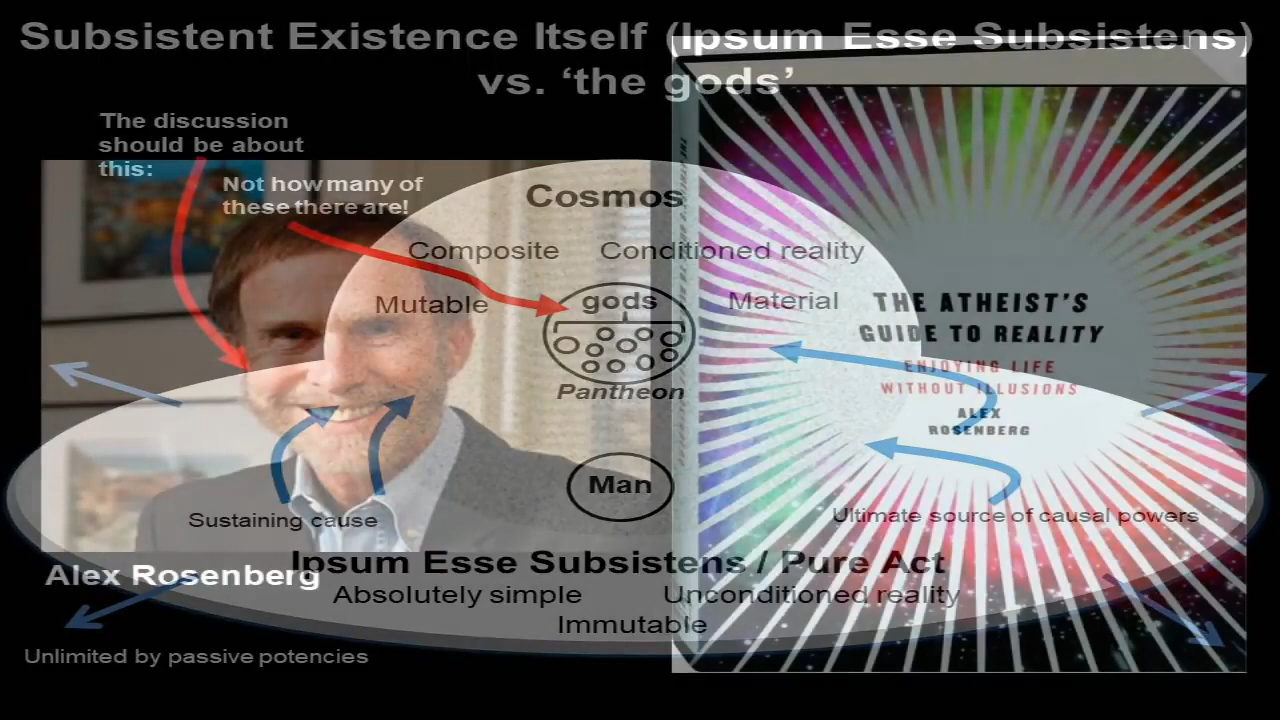 Subsistent Existence Itself (Ipsum Esse Subsistens)
vs. ‘the gods’
The discussion
should be about
this:
Not how many of
these there are!
Cosmos
Composite
Conditioned reality
Mutable
gods
Material
Pantheon
THE ATHEIST'S
GUIDE TO REALITY
ENJOYING LIFE
WITHOUT ILLUSIONS
ALEX
ROSENBERG
Man
Sustaining cause
Ultimate source of causal powers
Ipsum Esse Subsistens / Pure Act
Alex Rosenberg
Absolutely simple
Unconditioned reality
Immutable
Unlimited by passive potencies